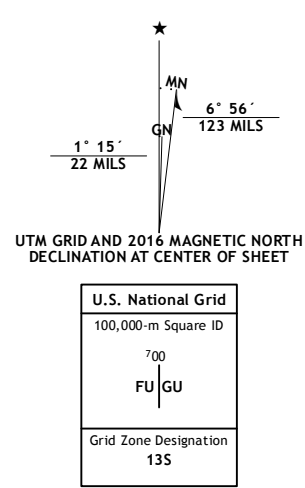 ★
MN
GN
6° 56´
123 MILS
1° 15´
22 MILS
UTM GRID AND 2016 MAGNETIC NORTH
DECLINATION AT CENTER OF SHEET
U.S. National Grid
100,000-m Square ID
700
FU GU
Grid Zone Designation
13S